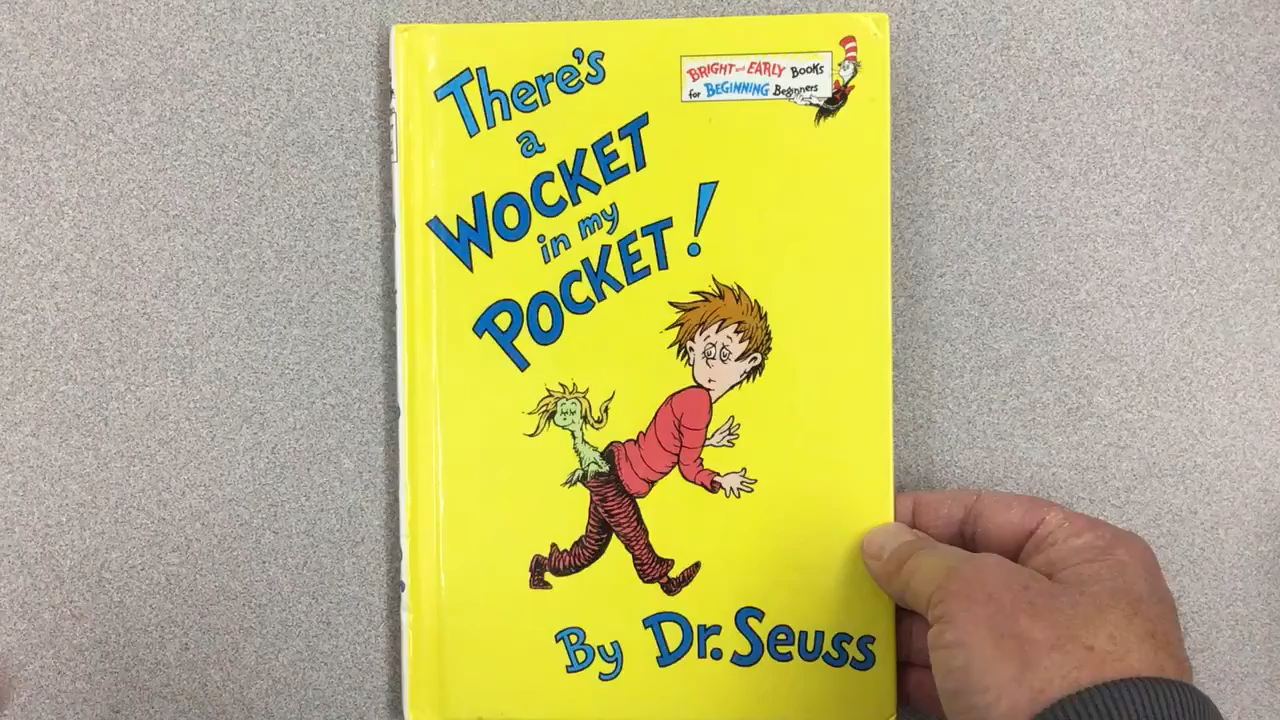 There's
a
WOCKET
in my
POCKET!
BRIGHT and EARLY BOOKS
for BEGINNING Beginners
By Dr. Seuss